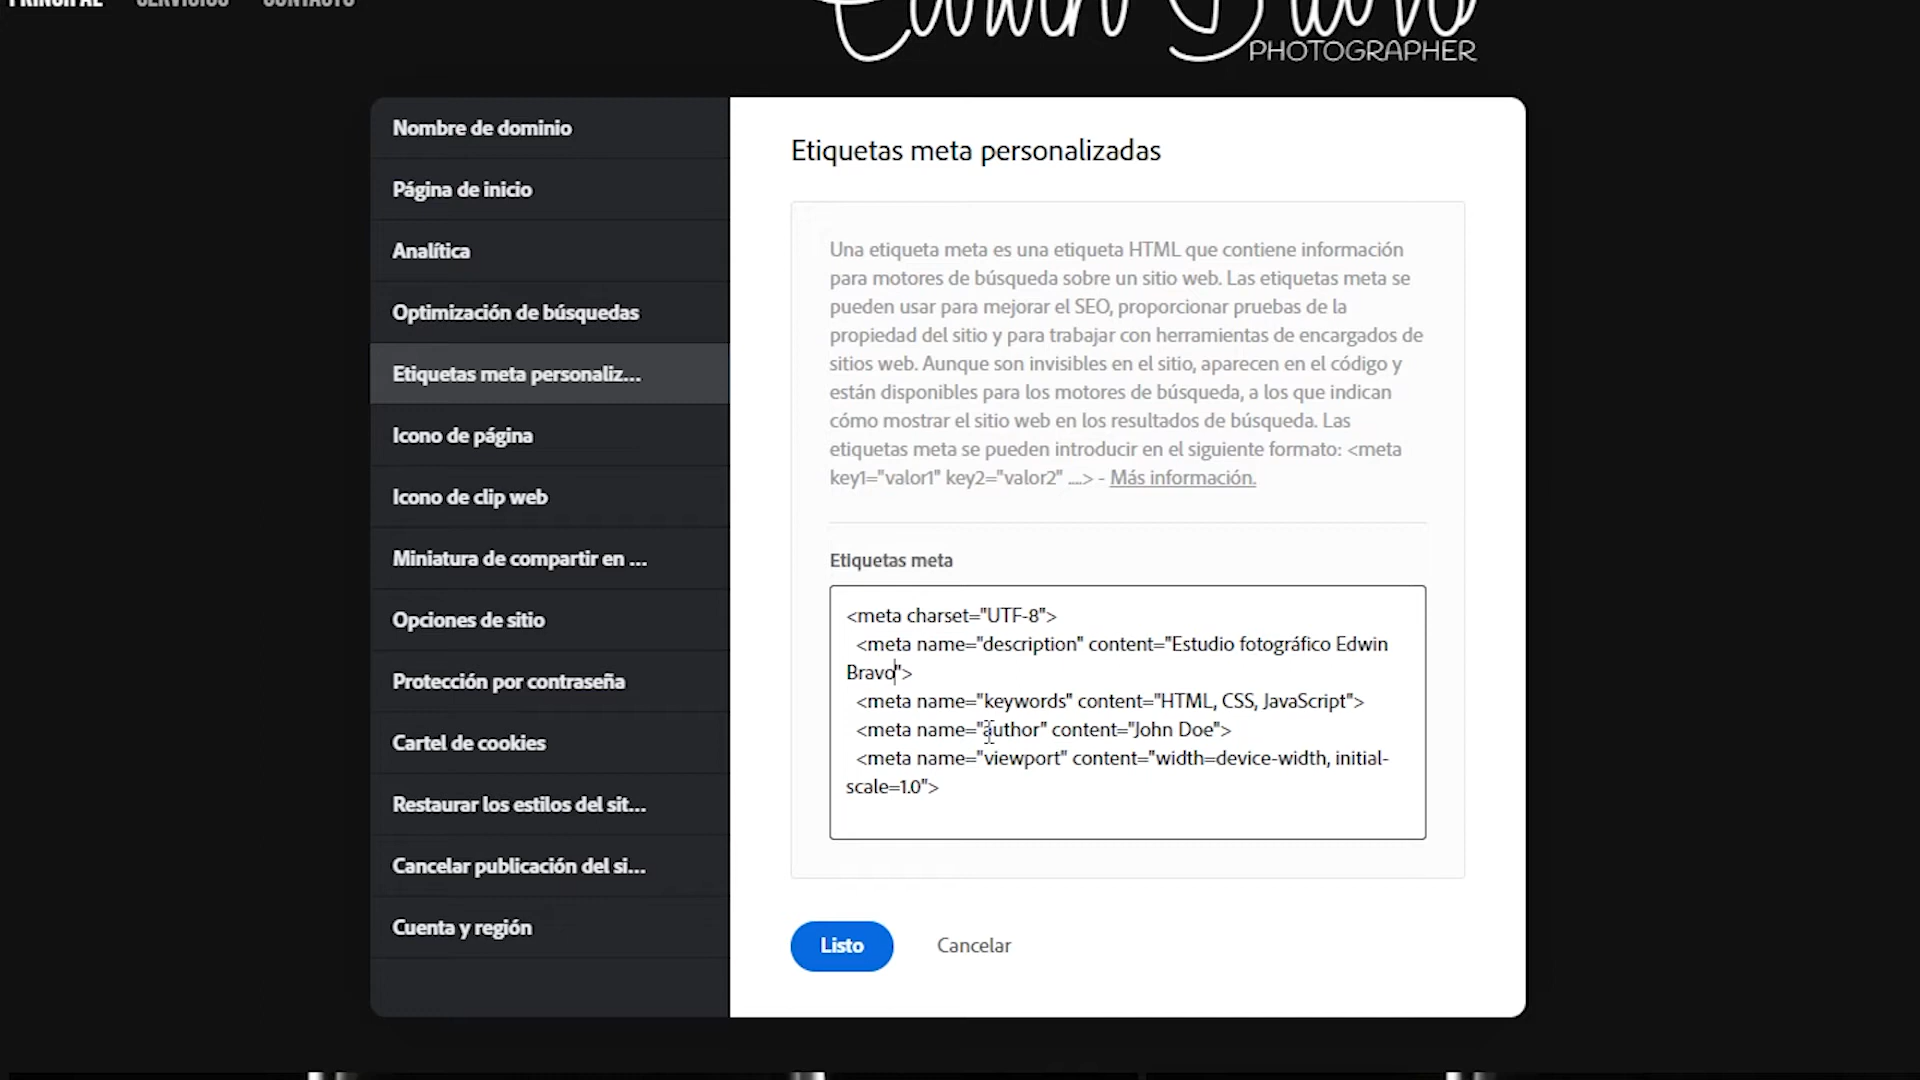 PRINCIPAL SERVICIOS CONTACTO
Edwin Bravo
PHOTOGRAPHER
Nombre de dominio
Página de inicio
Analítica
Optimización de búsquedas
Etiquetas meta personaliz...
Icono de página
Icono de clip web
Miniatura de compartir en ...
Opciones de sitio
Protección por contraseña
Cartel de cookies
Restaurar los estilos del sit...
Cancelar publicación del si...
Cuenta y región
Etiquetas meta personalizadas
Una etiqueta meta es una etiqueta HTML que contiene información
para motores de búsqueda sobre un sitio web. Las etiquetas meta se
pueden usar para mejorar el SEO, proporcionar pruebas de la
propiedad del sitio y para trabajar con herramientas de encargados de
sitios web. Aunque son invisibles en el sitio, aparecen en el código y
están disponibles para los motores de búsqueda, a los que indican
cómo mostrar el sitio web en los resultados de búsqueda. Las
etiquetas meta se pueden introducir en el siguiente formato: <meta
key1="valor1" key2="valor2" ....> - Más información.
Etiquetas meta
<meta charset="UTF-8">
<meta name="description" content="Estudio fotográfico Edwin
Bravo">
<meta name="keywords" content="HTML, CSS, JavaScript">
<meta name="author" content="John Doe">
<meta name="viewport" content="width=device-width, initial-
scale=1.0">
Listo
Cancelar